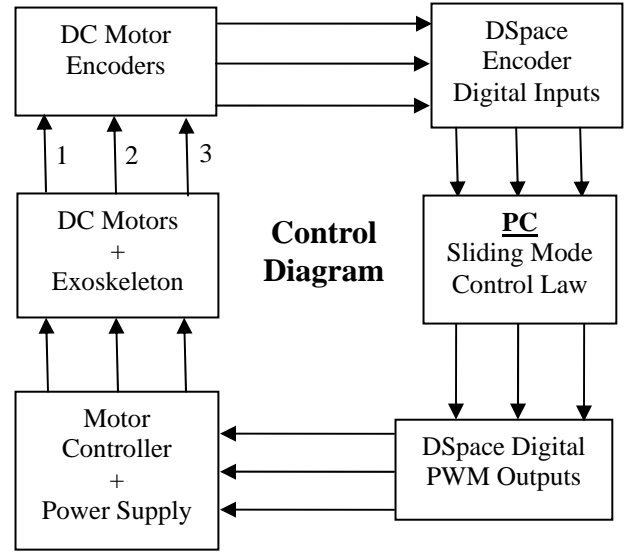 DC Motor
Encoders
DSpace
Encoder
Digital Inputs
1
2
3
DC Motors
+
Exoskeleton
Control
Diagram
PC
Sliding Mode
Control Law
Motor
Controller
+
Power Supply
DSpace Digital
PWM Outputs